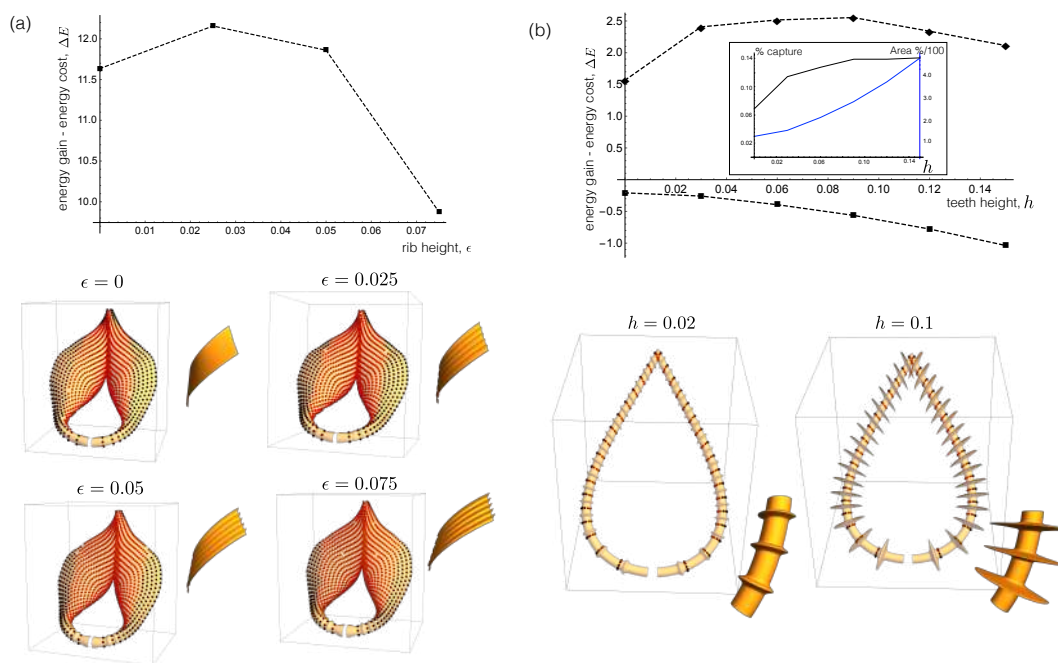 (a)
energy gain - energy cost, ΔE
12.0
11.5
11.0
10.5
10.0
0.01 0.02 0.03 0.04 0.05 0.06 0.07
rib height, ϵ
ϵ = 0
ϵ = 0.025
ϵ = 0.05
ϵ = 0.075
(b)
energy gain - energy cost, ΔE
2.5
2.0
1.5
1.0
0.5
-0.5
-1.0
0.02 0.04 0.06 0.08 0.10 0.12 0.14
teeth height, h
% capture
Area %/100
0.14
0.10
0.06
0.02
4.0
3.0
2.0
1.0
0.02 0.06 0.10 0.14
h
h = 0.02
h = 0.1